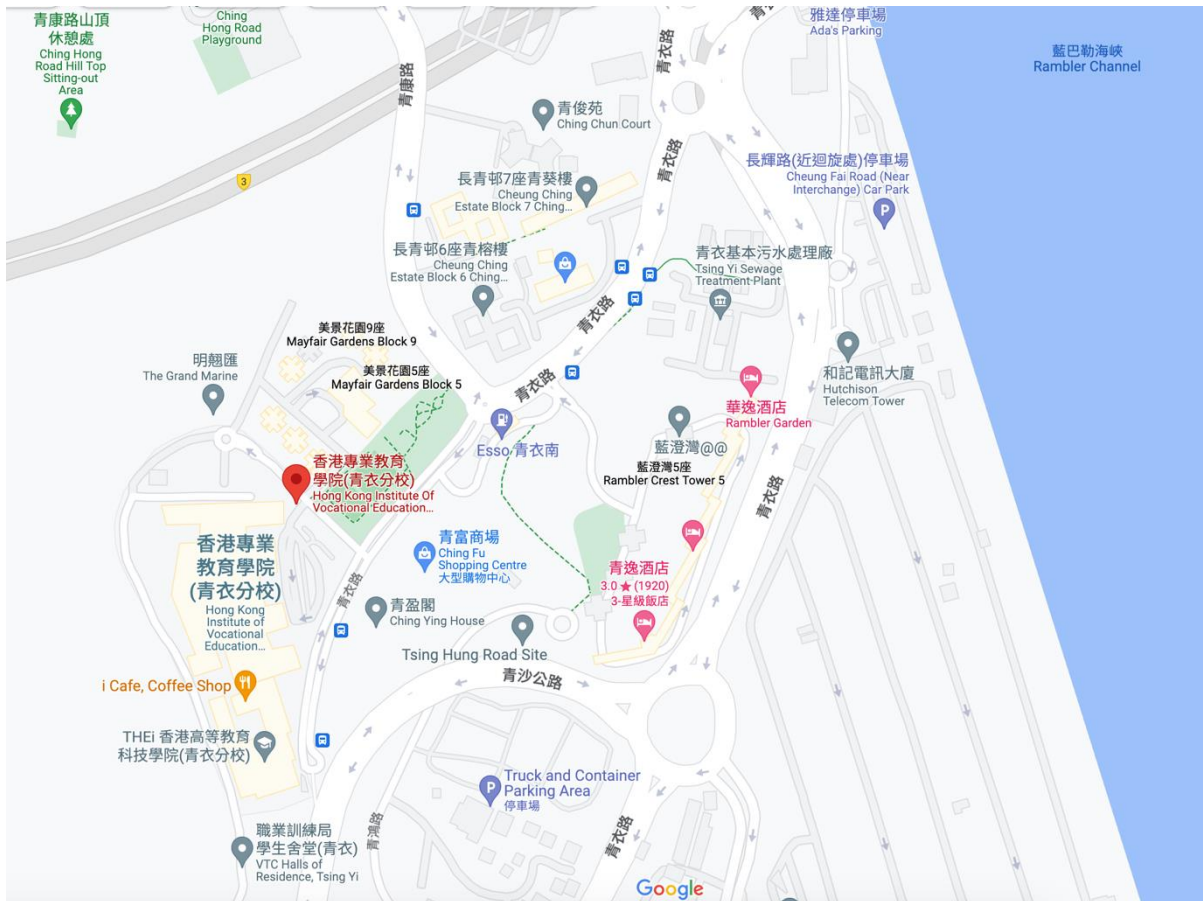 青康路山頂
休憩處
Ching Hong
Road Hill Top
Sitting-out
Area
Ching
Hong Road
Playground
青康路
青衣路
雅達停車場
Ada's Parking
藍巴勒海峽
Rambler Channel
3
青俊苑
Ching Chun Court
青衣路
長青邨7座青葵樓
Cheung Ching
Estate Block 7 Ching...
長輝路(近迴旋處)停車場
Cheung Fai Road (Near
Interchange) Car Park
P
長青邨6座青榕樓
Cheung Ching
Estate Block 6 Ching...
青衣基本污水處理廠
Tsing Yi Sewage
Treatment Plant
青衣路
美景花園9座
Mayfair Gardens Block 9
明翹匯
The Grand Marine
美景花園5座
Mayfair Gardens Block 5
青衣路
和記電訊大廈
Hutchison
Telecom Tower
華逸酒店
Rambler Garden
Esso 青衣南
藍澄灣@@
藍澄灣5座
Rambler Crest Tower 5
香港專業教育
學院(青衣分校)
Hong Kong Institute Of
Vocational Education...
青衣路
香港專業
教育學院
(青衣分校)
Hong Kong
Institute of
Vocational
Education...
青富商場
Ching Fu
Shopping Centre
大型購物中心
青衣路
青逸酒店
3.0 ★ (1920)
3-星級飯店
青盈閣
Ching Ying House
Tsing Hung Road Site
青沙公路
i Cafe, Coffee Shop
THEi 香港高等教育
科技學院(青衣分校)
Truck and Container
Parking Area
停車場
P
青鴻路
青衣路
職業訓練局
學生舍堂(青衣)
VTC Halls of
Residence, Tsing Yi
Google